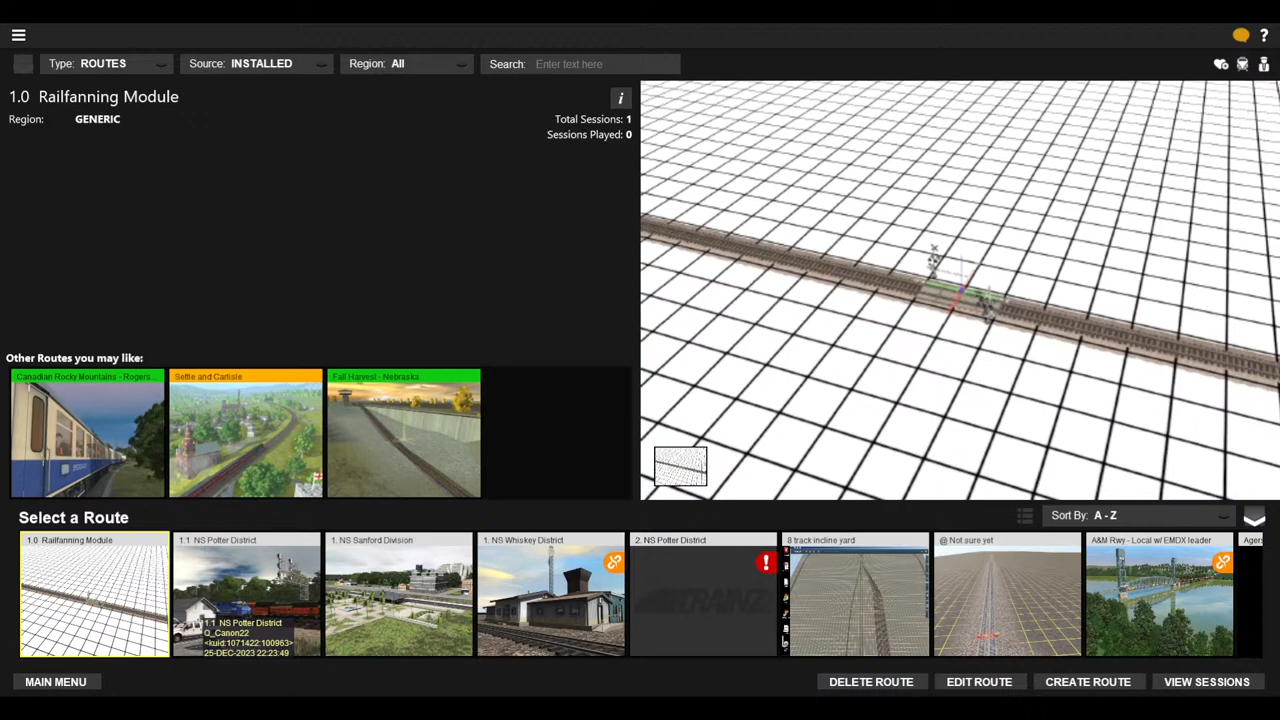 ?
Type: ROUTES
Source: INSTALLED
Region: All
Search: Enter text here
1.0 Railfanning Module
i
Region: GENERIC
Total Sessions: 1
Sessions Played: 0
Other Routes you may like:
Canadian Rocky Mountains - Rogers...
Settle and Carlisle
Fall Harvest - Nebraska
Select a Route
Sort By: A - Z
1.0 Railfanning Module
1.1 NS Potter District
1. NS Sanford Division
1. NS Whiskey District
2. NS Potter District
8 track incline yard
@ Not sure yet
A&M Rwy - Local w/ EMDX leader
Agers
!
TRAINZ
1.1 NS Potter District
Q_Canon22
<kuid:1071422:100963>
25-DEC-2023 22:23:49
MAIN MENU
DELETE ROUTE
EDIT ROUTE
CREATE ROUTE
VIEW SESSIONS